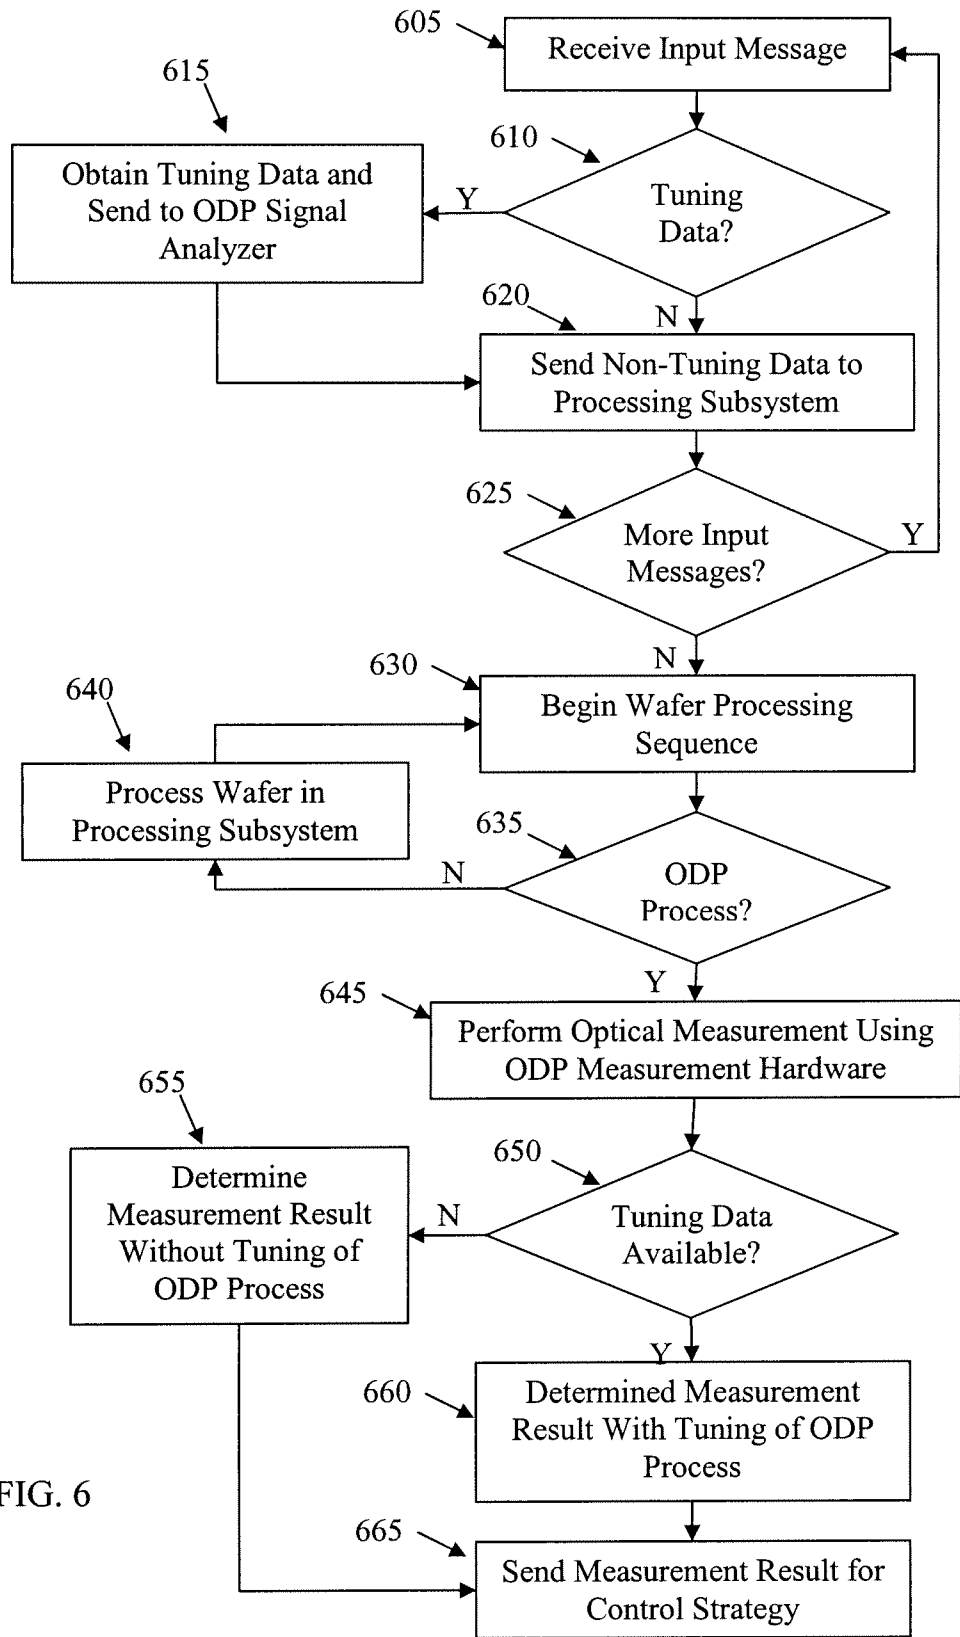 605
Receive Input Message
615
610
Obtain Tuning Data and
Send to ODP Signal
Analyzer
Y
Tuning
Data?
620
N
Send Non-Tuning Data to
Processing Subsystem
625
More Input
Messages?
Y
N
630
640
Begin Wafer Processing
Sequence
Process Wafer in
Processing Subsystem
635
N
ODP
Process?
Y
645
Perform Optical Measurement Using
ODP Measurement Hardware
655
650
Determine
Measurement Result
Without Tuning of
ODP Process
N
Tuning Data
Available?
Y
660
Determined Measurement
Result With Tuning of ODP
Process
FIG. 6
665
Send Measurement Result for
Control Strategy